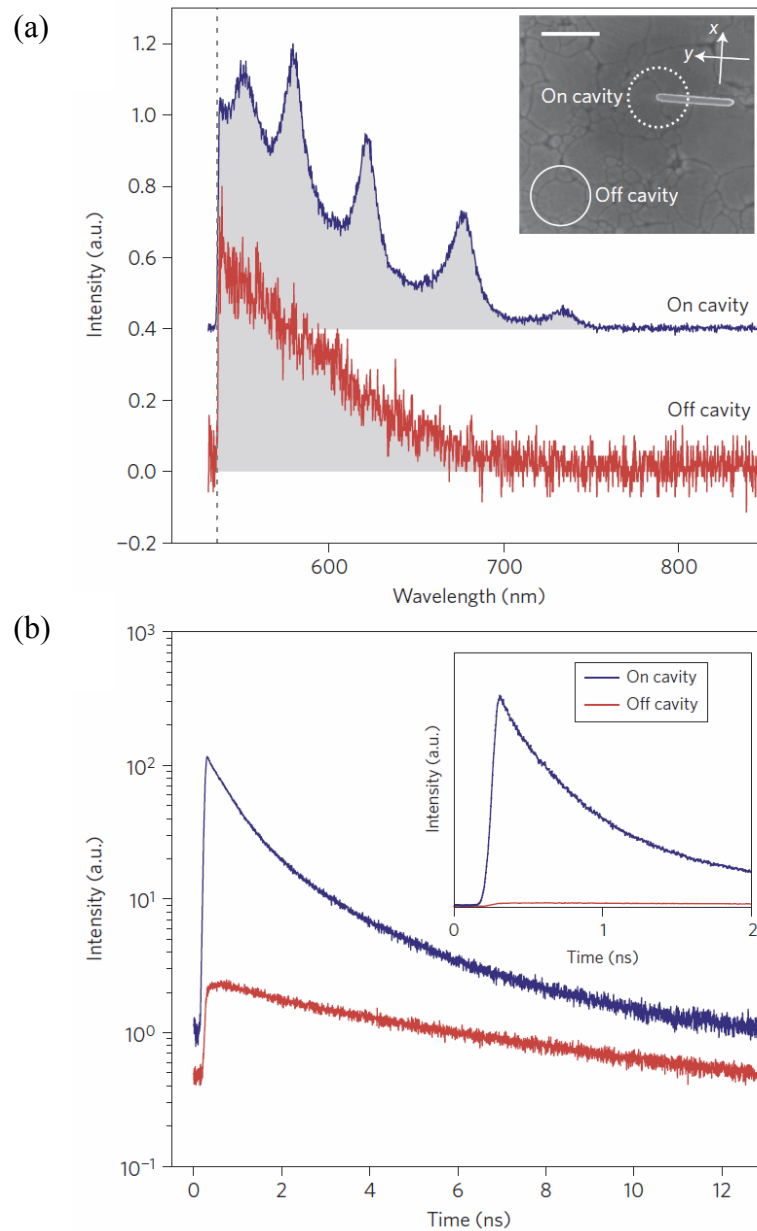 (a)
1.2
1.0
0.8
0.6
0.4
0.2
0.0
−0.2
Intensity (a.u.)
x
y
On cavity
Off cavity
On cavity
Off cavity
600
700
800
Wavelength (nm)
(b)
10³
10²
10¹
10⁰
10⁻¹
Intensity (a.u.)
On cavity
Off cavity
Intensity (a.u.)
0
1
2
Time (ns)
0
2
4
6
8
10
12
Time (ns)